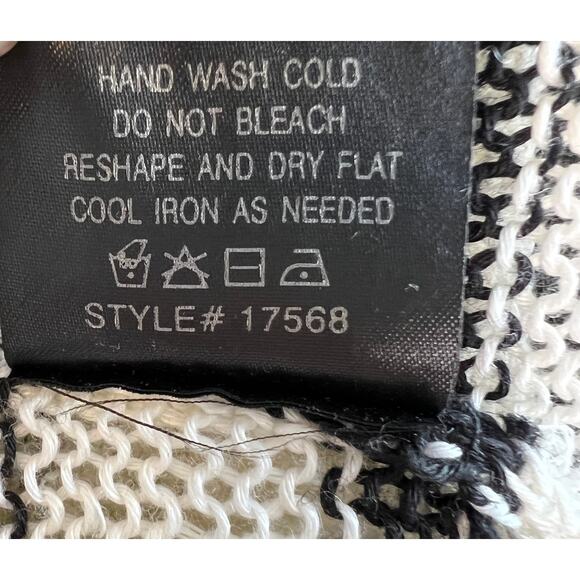 HAND WASH COLD
DO NOT BLEACH
RESHAPE AND DRY FLAT
COOL IRON AS NEEDED
STYLE# 17568